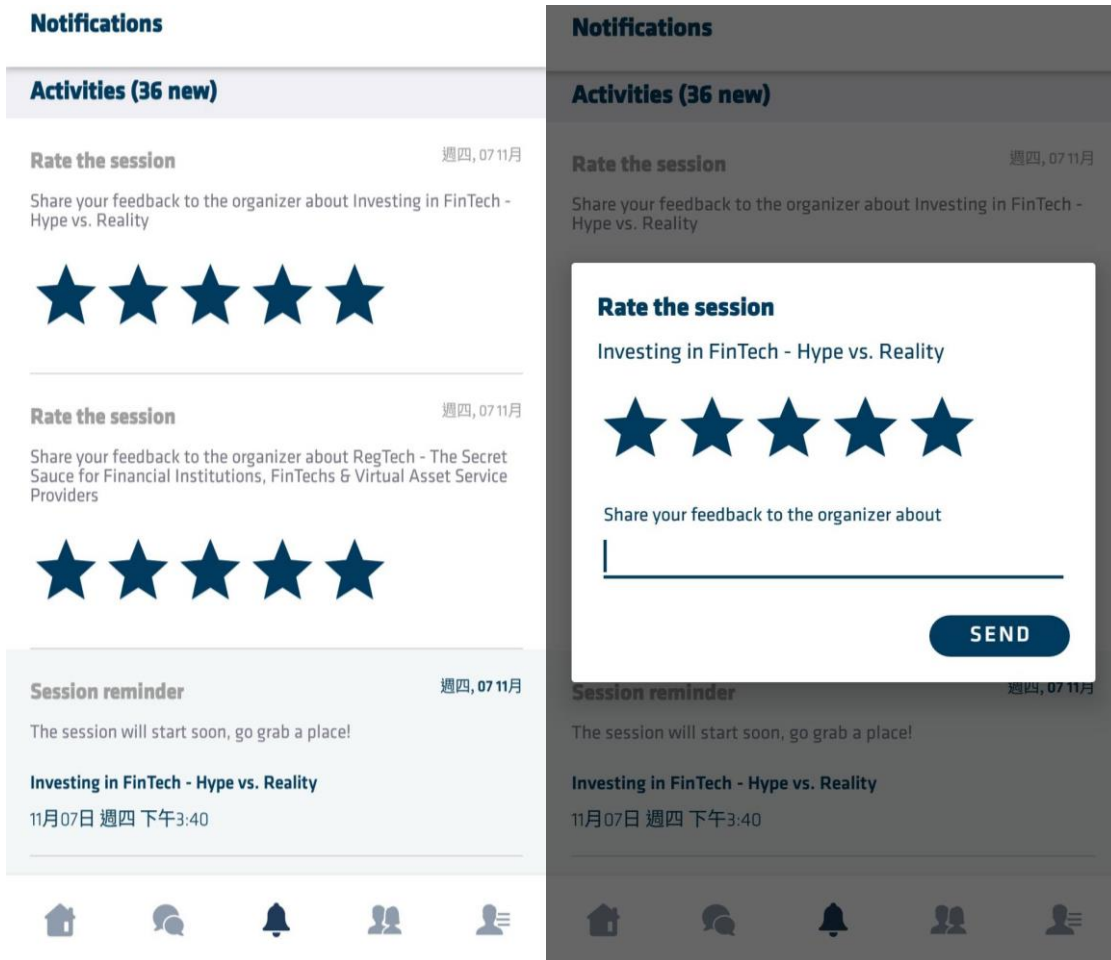 Notifications
Activities (36 new)
Rate the session
週四, 07 11月
Share your feedback to the organizer about Investing in FinTech -
Hype vs. Reality
Rate the session
週四, 07 11月
Share your feedback to the organizer about RegTech - The Secret
Sauce for Financial Institutions, FinTechs & Virtual Asset Service
Providers
Session reminder
週四, 07 11月
The session will start soon, go grab a place!
Investing in FinTech - Hype vs. Reality
11月07日 週四 下午3:40
Notifications
Activities (36 new)
Rate the session
週四, 07 11月
Share your feedback to the organizer about Investing in FinTech -
Hype vs. Reality
Rate the session
Investing in FinTech - Hype vs. Reality
Share your feedback to the organizer about
SEND
Session reminder
週四, 07 11月
The session will start soon, go grab a place!
Investing in FinTech - Hype vs. Reality
11月07日 週四 下午3:40